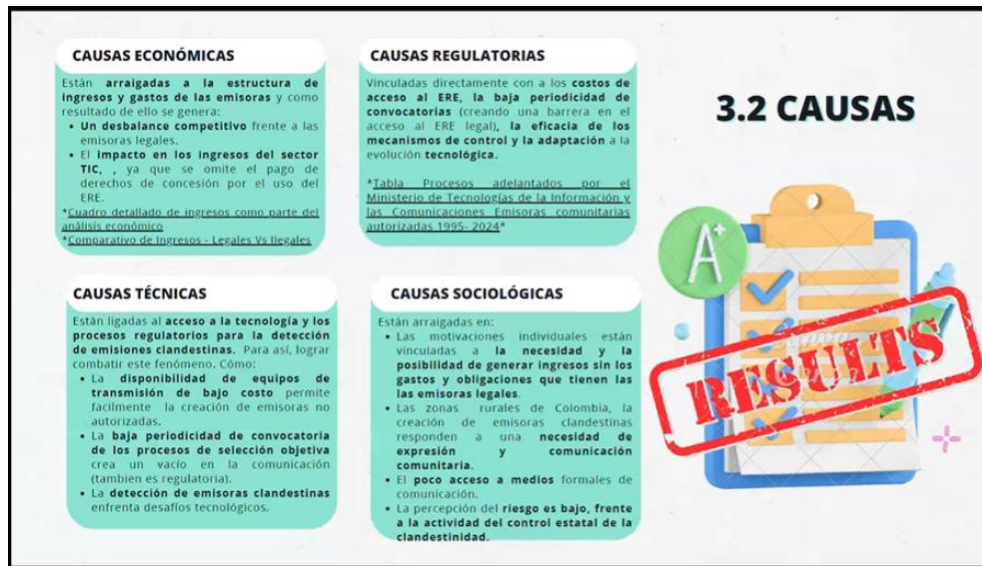 CAUSAS ECONÓMICAS
Están arraigadas a la estructura de
ingresos y gastos de las emisoras y como
resultado de ello se genera:
• Un desbalance competitivo frente a las
emisoras legales.
• El impacto en los ingresos del sector
TIC, , ya que se omite el pago de
derechos de concesión por el uso del
ERE.
*Cuadro detallado de ingresos como parte del
análisis económico
*Comparativo de Ingresos - Legales Vs Ilegales
CAUSAS REGULATORIAS
Vinculadas directamente con a los costos de
acceso al ERE, la baja periodicidad de
convocatorias (creando una barrera en el
acceso al ERE legal), la eficacia de los
mecanismos de control y la adaptación a la
evolución tecnológica.
*Tabla Procesos adelantados por el
Ministerio de Tecnologías de la Información y
las Comunicaciones Emisoras comunitarias
autorizadas 1995- 2024*
3.2 CAUSAS
CAUSAS TÉCNICAS
Están ligadas al acceso a la tecnología y los
procesos regulatorios para la detección
de emisiones clandestinas. Para así, lograr
combatir este fenómeno. Cómo:
• La disponibilidad de equipos de
transmisión de bajo costo permite
facilmente la creación de emisoras no
autorizadas.
• La baja periodicidad de convocatoria
de los procesos de selección objetiva
crea un vacío en la comunicación
(tambien es regulatoria).
• La detección de emisoras clandestinas
enfrenta desafíos tecnológicos.
CAUSAS SOCIOLÓGICAS
Están arraigadas en:
• Las motivaciones individuales están
vinculadas a la necesidad y la
posibilidad de generar ingresos sin los
gastos y obligaciones que tienen las
las emisoras legales.
• Las zonas rurales de Colombia, la
creación de emisoras clandestinas
responden a una necesidad de
expresión y comunicación
comunitaria.
• El poco acceso a medios formales de
comunicación.
• La percepción del riesgo es bajo, frente
a la actividad del control estatal de la
clandestinidad.
A+
RESULTS